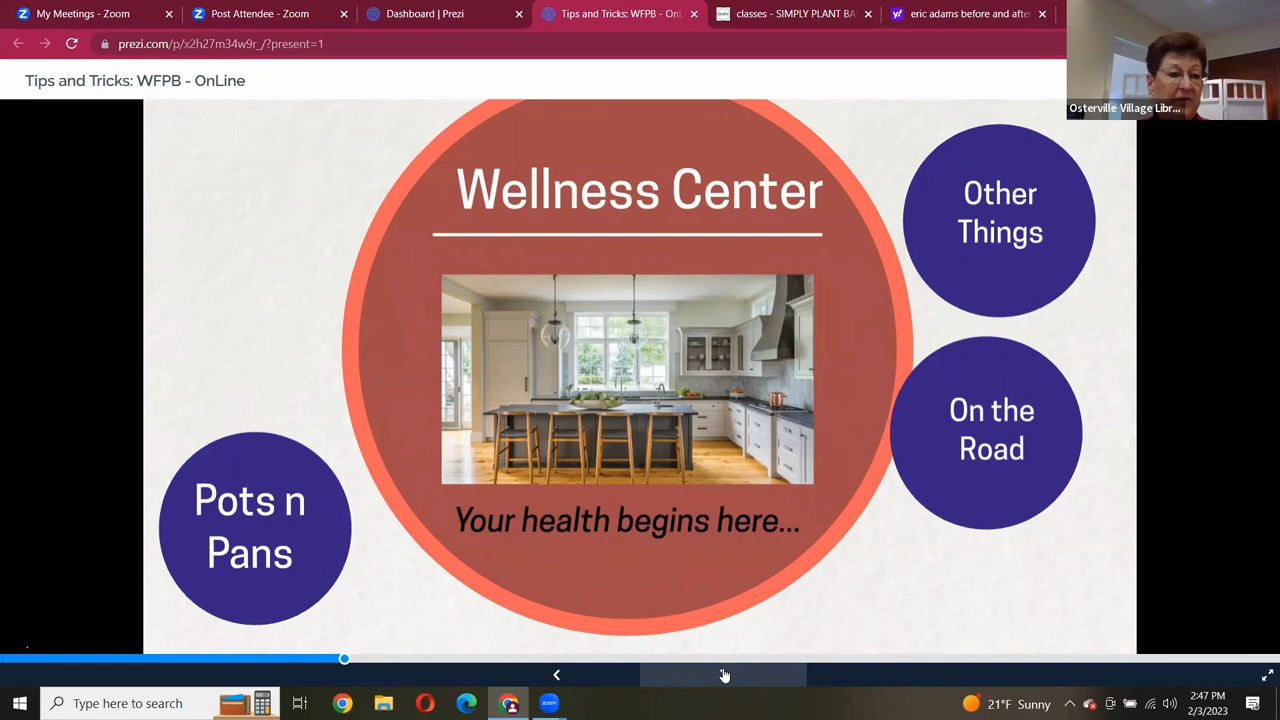 My Meetings - Zoom
Post Attendee - Zoom
Dashboard | Prezi
Tips and Tricks: WFPB - OnL
classes - SIMPLY PLANT BA
eric adams before and after
prezi.com/p/x2h27m34w9r_/?present=1
Tips and Tricks: WFPB - OnLine
Osterville Village Libr...
Wellness Center
Other
Things
On the
Road
Your health begins here...
Pots n
Pans
Type here to search
21°F Sunny
2:47 PM
2/3/2023